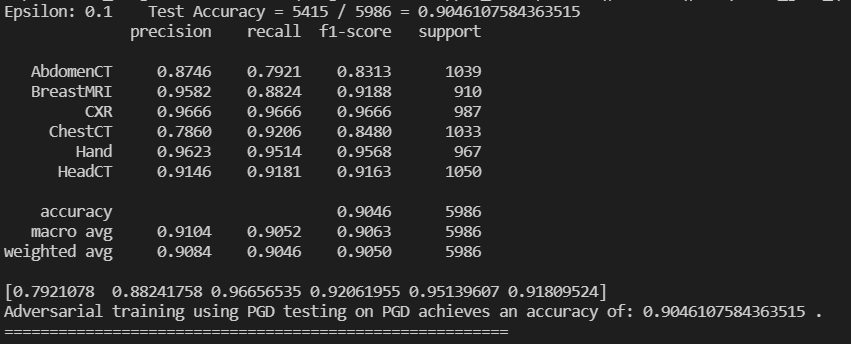 Epsilon: 0.1    Test Accuracy = 5415 / 5986 = 0.9046107584363515
              precision    recall  f1-score   support

   AbdomenCT     0.8746    0.7921    0.8313      1039
   BreastMRI     0.9582    0.8824    0.9188       910
         CXR     0.9666    0.9666    0.9666       987
     ChestCT     0.7860    0.9206    0.8480      1033
        Hand     0.9623    0.9514    0.9568       967
      HeadCT     0.9146    0.9181    0.9163      1050

    accuracy                         0.9046      5986
   macro avg     0.9104    0.9052    0.9063      5986
weighted avg     0.9084    0.9046    0.9050      5986

[0.7921078  0.88241758 0.96656535 0.92061955 0.95139607 0.91809524]
Adversarial training using PGD testing on PGD achieves an accuracy of: 0.9046107584363515 .
========================================================